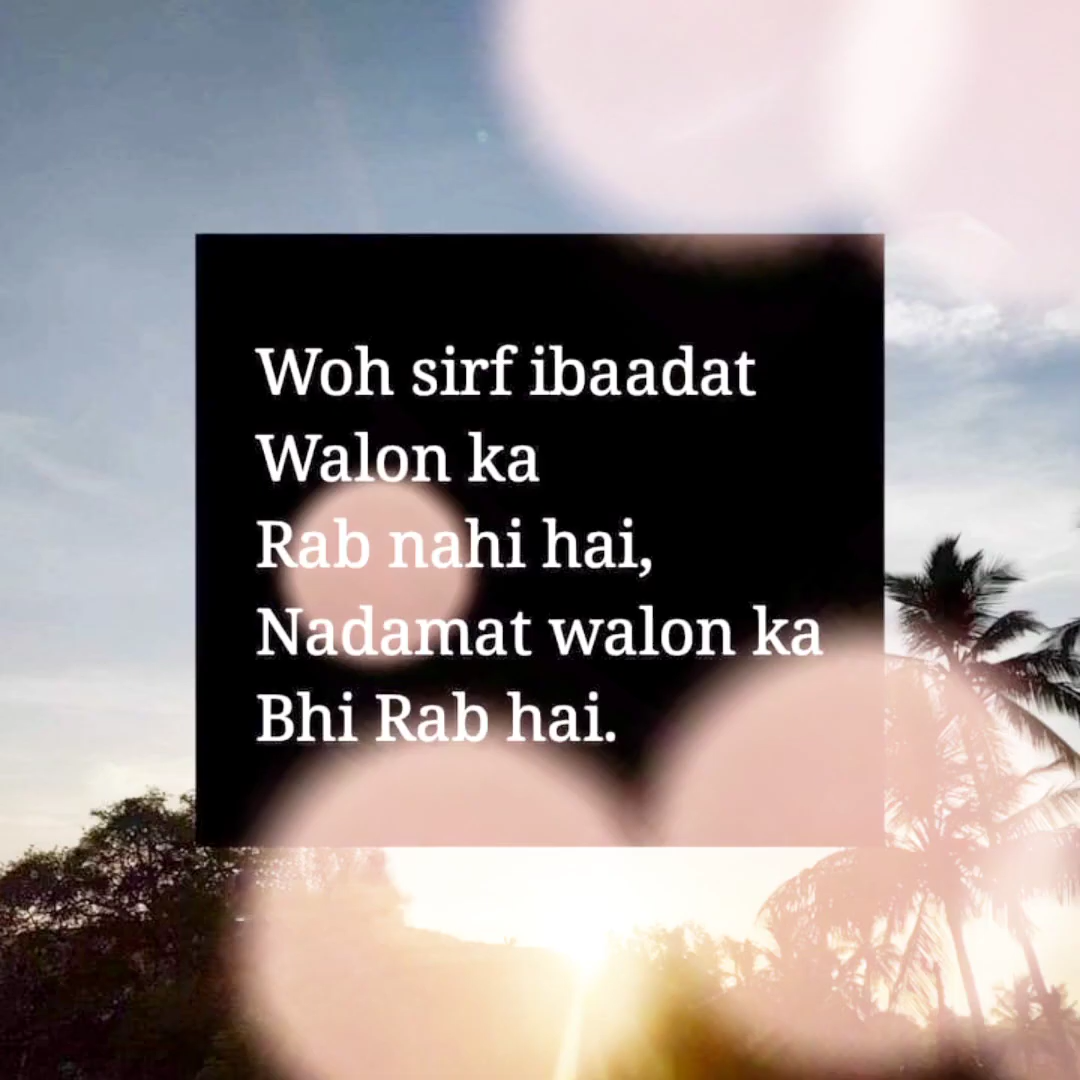 Woh sirf ibaadat
Walon ka
Rab nahi hai,
Nadamat walon ka
Bhi Rab hai.